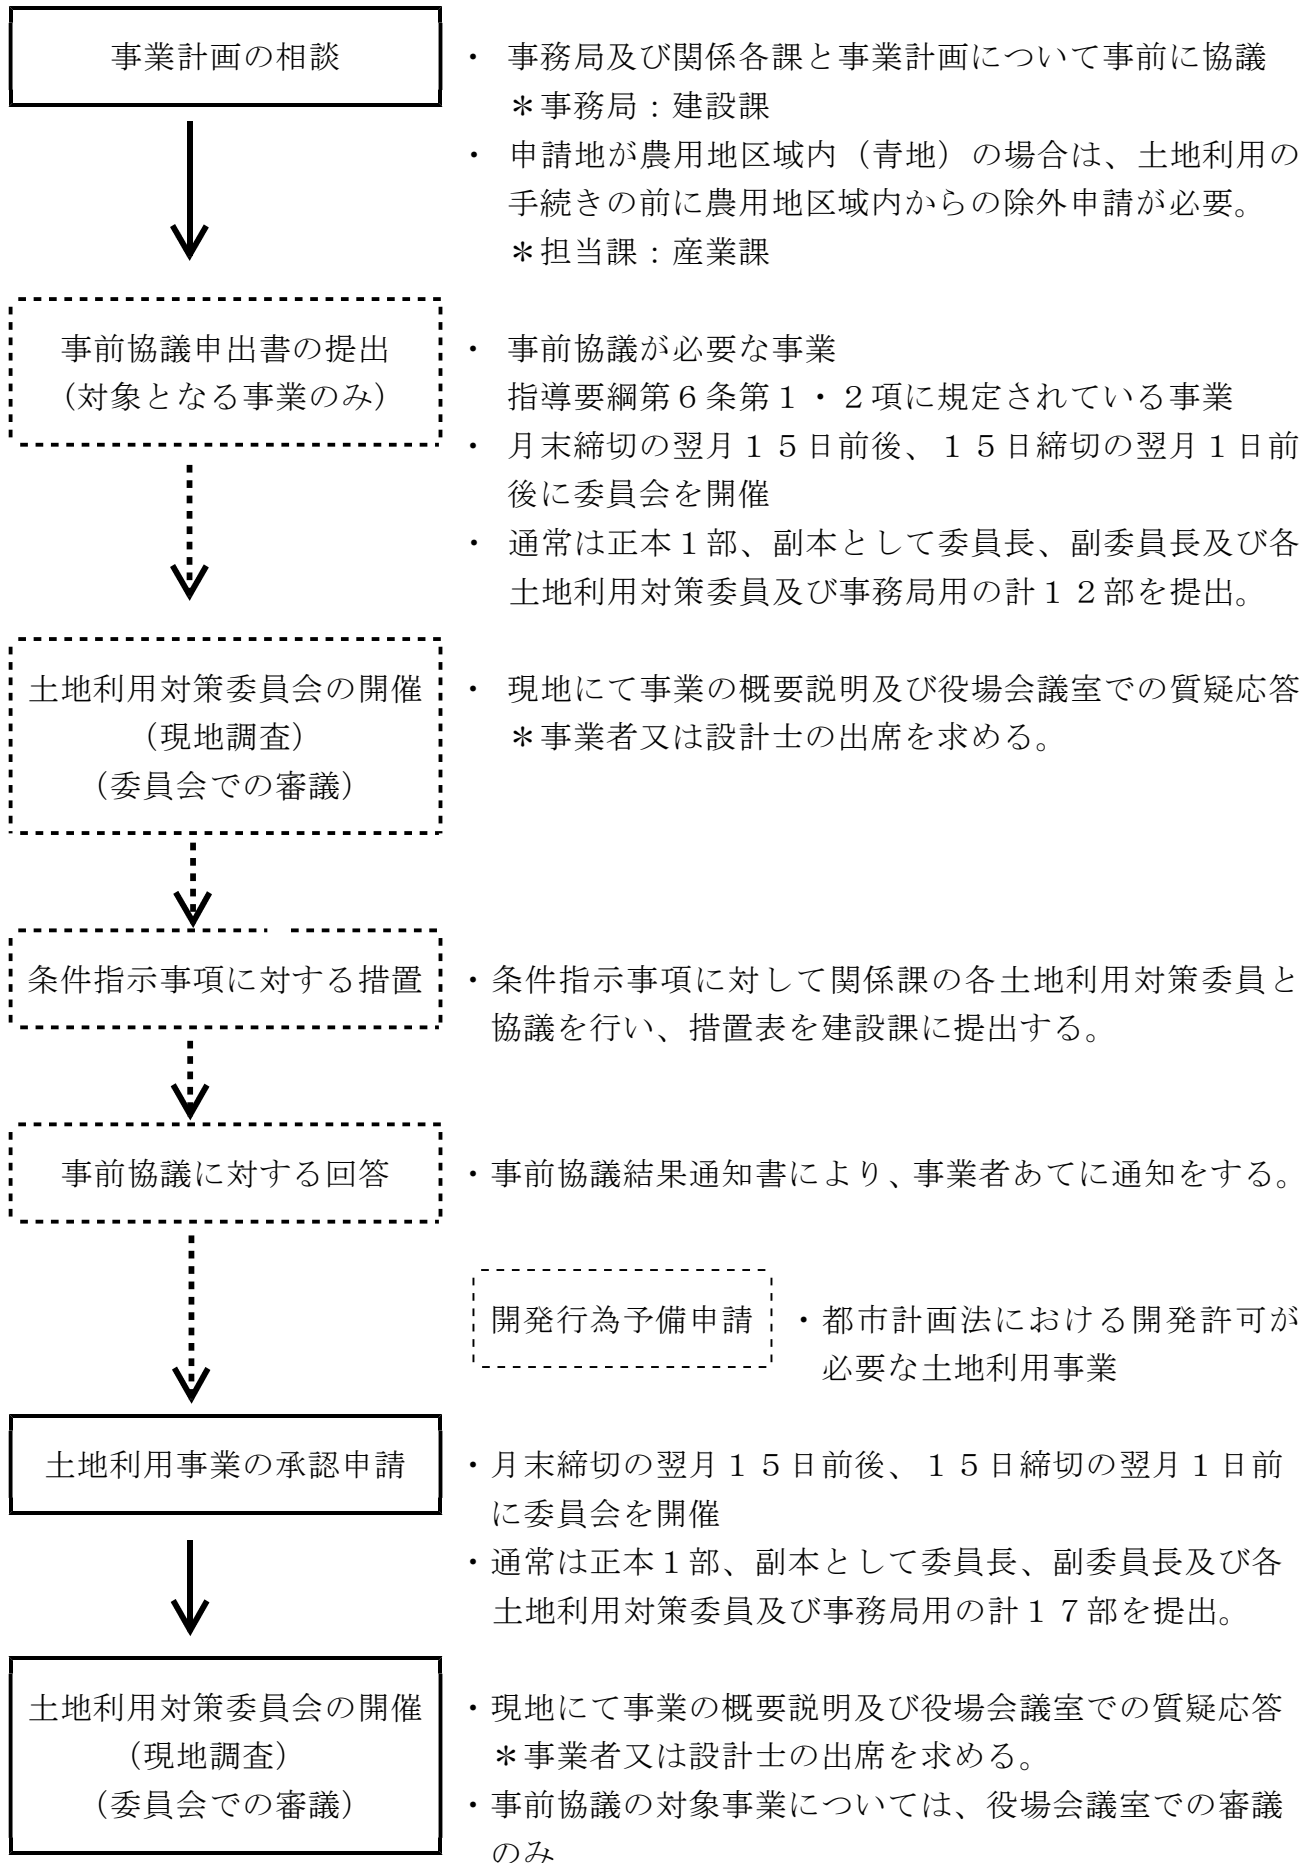 事業計画の相談
・ 事務局及び関係各課と事業計画について事前に協議
＊事務局：建設課
・ 申請地が農用地区域内（青地）の場合は、土地利用の
手続きの前に農用地区域内からの除外申請が必要。
＊担当課：産業課
事前協議申出書の提出
（対象となる事業のみ）
・ 事前協議が必要な事業
指導要綱第６条第１・２項に規定されている事業
・ 月末締切の翌月１５日前後、１５日締切の翌月１日前
後に委員会を開催
・ 通常は正本１部、副本として委員長、副委員長及び各
土地利用対策委員及び事務局用の計１２部を提出。
土地利用対策委員会の開催
（現地調査）
（委員会での審議）
・ 現地にて事業の概要説明及び役場会議室での質疑応答
＊事業者又は設計士の出席を求める。
条件指示事項に対する措置
・条件指示事項に対して関係課の各土地利用対策委員と
協議を行い、措置表を建設課に提出する。
事前協議に対する回答
・事前協議結果通知書により、事業者あてに通知をする。
開発行為予備申請
・都市計画法における開発許可が
必要な土地利用事業
土地利用事業の承認申請
・月末締切の翌月１５日前後、１５日締切の翌月１日前
に委員会を開催
・通常は正本１部、副本として委員長、副委員長及び各
土地利用対策委員及び事務局用の計１７部を提出。
土地利用対策委員会の開催
（現地調査）
（委員会での審議）
・現地にて事業の概要説明及び役場会議室での質疑応答
＊事業者又は設計士の出席を求める。
・事前協議の対象事業については、役場会議室での審議
のみ